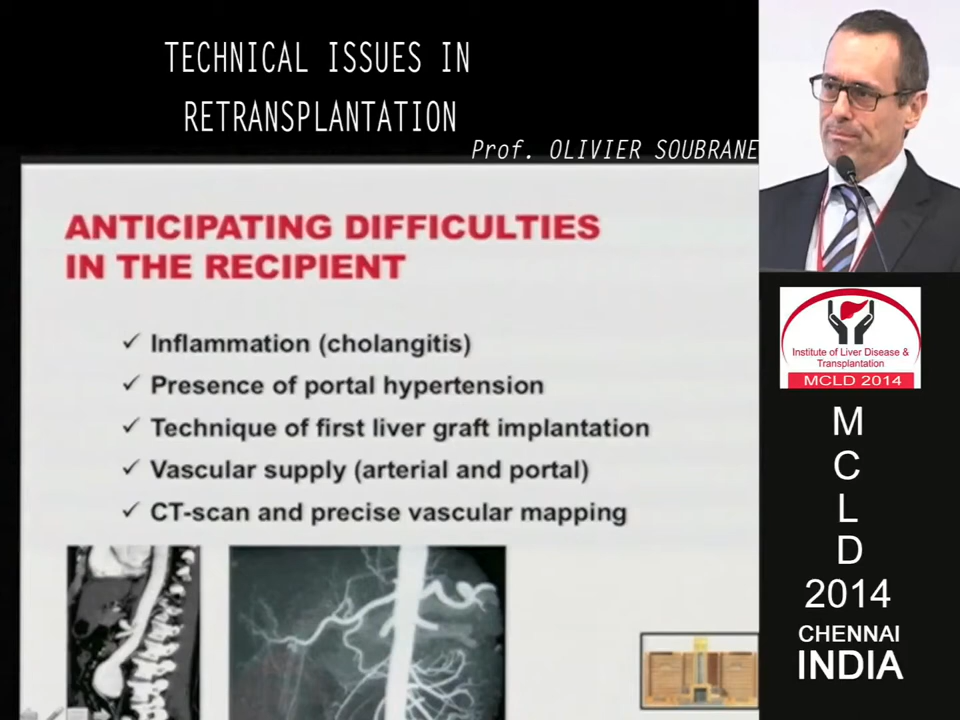 TECHNICAL ISSUES IN
RETRANSPLANTATION
Prof. OLIVIER SOUBRANE
ANTICIPATING DIFFICULTIES
IN THE RECIPIENT
✓ Inflammation (cholangitis)
✓ Presence of portal hypertension
✓ Technique of first liver graft implantation
✓ Vascular supply (arterial and portal)
✓ CT-scan and precise vascular mapping
Institute of Liver Disease &
Transplantation
MCLD 2014
M
C
L
D
2014
CHENNAI
INDIA